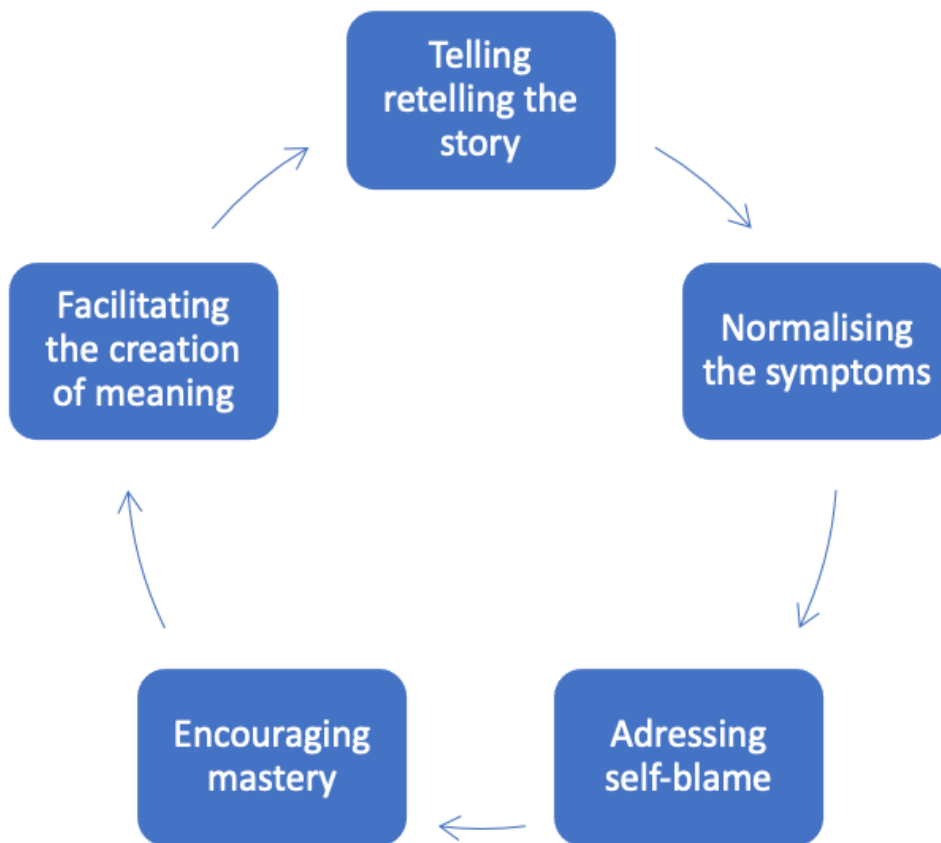 Telling
retelling the
story
Normalising
the symptoms
Adressing
self-blame
Encouraging
mastery
Facilitating
the creation
of meaning